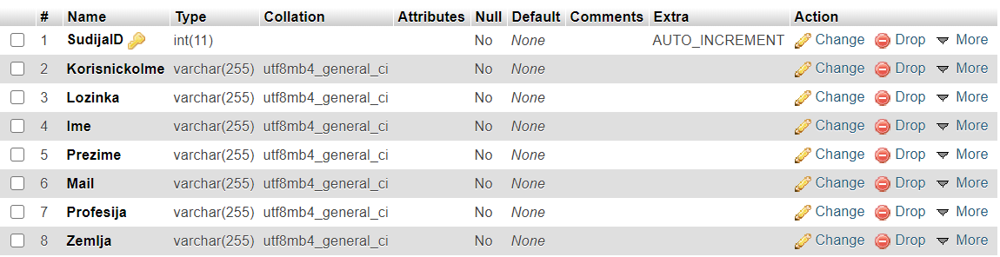 # Name Type Collation Attributes Null Default Comments Extra Action
1 SudijaID int(11) No None AUTO_INCREMENT Change Drop More
2 KorisnickoIme varchar(255) utf8mb4_general_ci No None Change Drop More
3 Lozinka varchar(255) utf8mb4_general_ci No None Change Drop More
4 Ime varchar(255) utf8mb4_general_ci No None Change Drop More
5 Prezime varchar(255) utf8mb4_general_ci No None Change Drop More
6 Mail varchar(255) utf8mb4_general_ci No None Change Drop More
7 Profesija varchar(255) utf8mb4_general_ci No None Change Drop More
8 Zemlja varchar(255) utf8mb4_general_ci No None Change Drop More